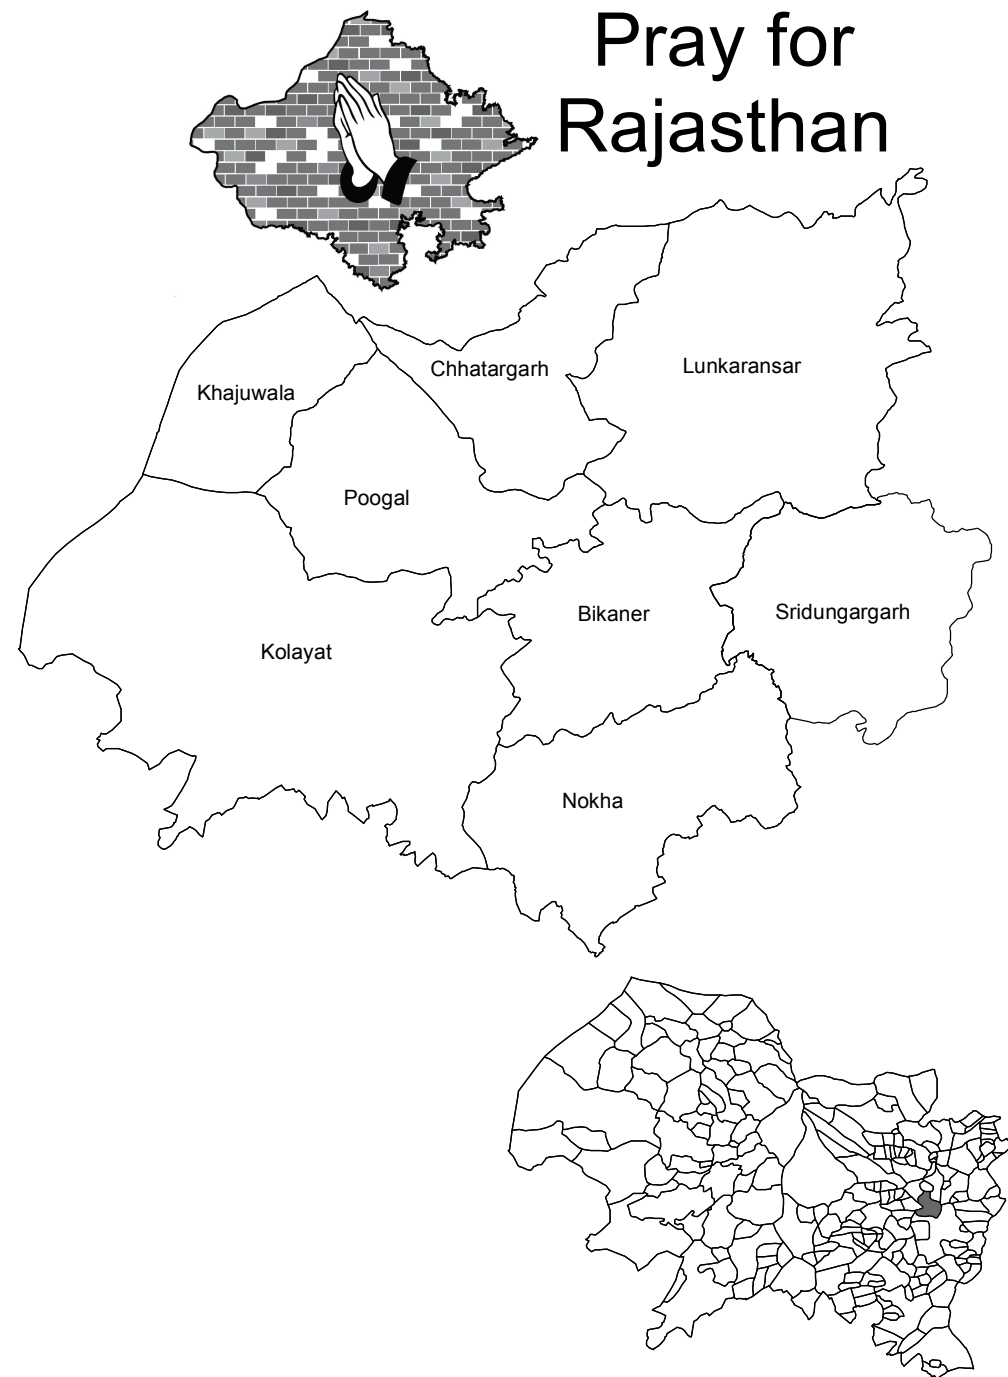 Pray for
Rajasthan
Lunkaransar
Chhatargarh
Khajuwala
Poogal
Bikaner
Sridungargarh
Kolayat
Nokha